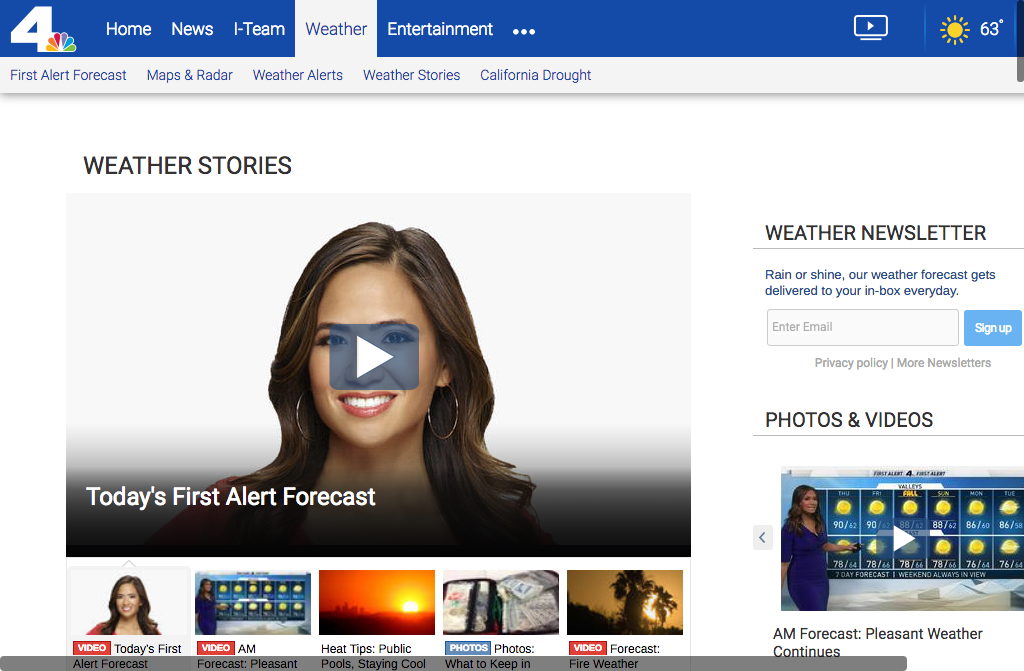 4
Home News I-Team Weather Entertainment •••
63°
First Alert Forecast Maps & Radar Weather Alerts Weather Stories California Drought
WEATHER STORIES
Today's First Alert Forecast
VIDEO Today's First
Alert Forecast
VIDEO AM
Forecast: Pleasant
Heat Tips: Public
Pools, Staying Cool
PHOTOS Photos:
What to Keep in
VIDEO Forecast:
Fire Weather
WEATHER NEWSLETTER
Rain or shine, our weather forecast gets
delivered to your in-box everyday.
Enter Email
Sign up
Privacy policy | More Newsletters
PHOTOS & VIDEOS
FIRST ALERT 4 FIRST ALERT
VALLEYS
THU FRI FALL SUN MON TUE
90/62 90/62 88/62 88/62 86/60 86/58
78/64 78/66 78/66 78/66 76/64 76/64
7 DAY FORECAST | WEEKEND ALWAYS IN VIEW
AM Forecast: Pleasant Weather
Continues